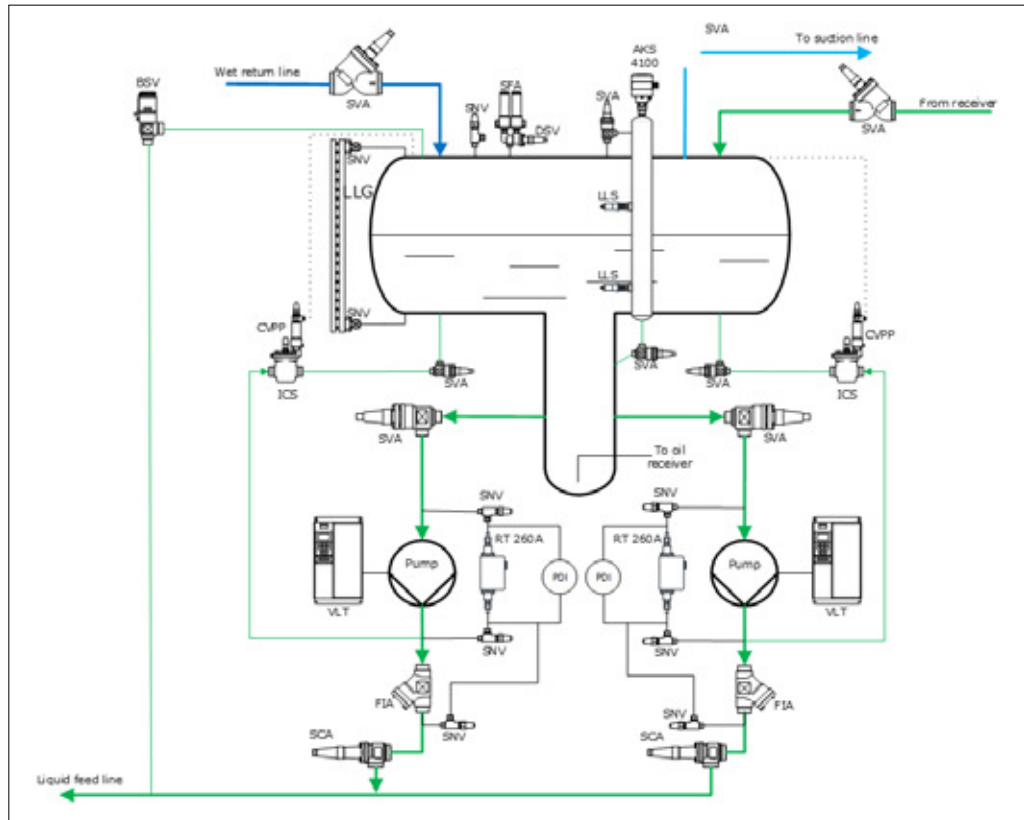 SVA
To suction line
AKS
4100
BSV
Wet return line
SVA
SNV
SFA
DSV
SVA
SVA
From receiver
SNV
LLG
LLS
LLS
SNV
CVPP
ICS
SVA
SVA
SVA
CVPP
ICS
SVA
SVA
To oil
receiver
SNV
SNV
RT 260A
RT 260A
Pump
PDI
PDI
Pump
VLT
VLT
SNV
SNV
FIA
FIA
SNV
SNV
SCA
SCA
Liquid feed line